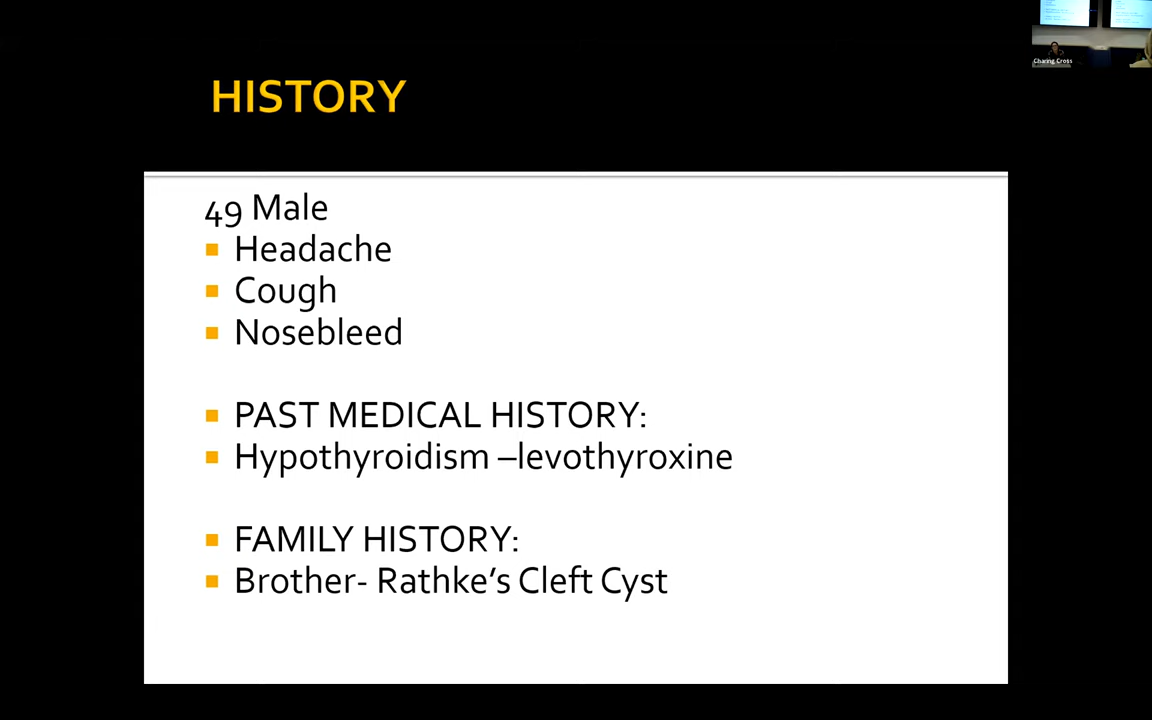 Charing Cross
HISTORY
49 Male
Headache
Cough
Nosebleed
PAST MEDICAL HISTORY:
Hypothyroidism –levothyroxine
FAMILY HISTORY:
Brother- Rathke's Cleft Cyst